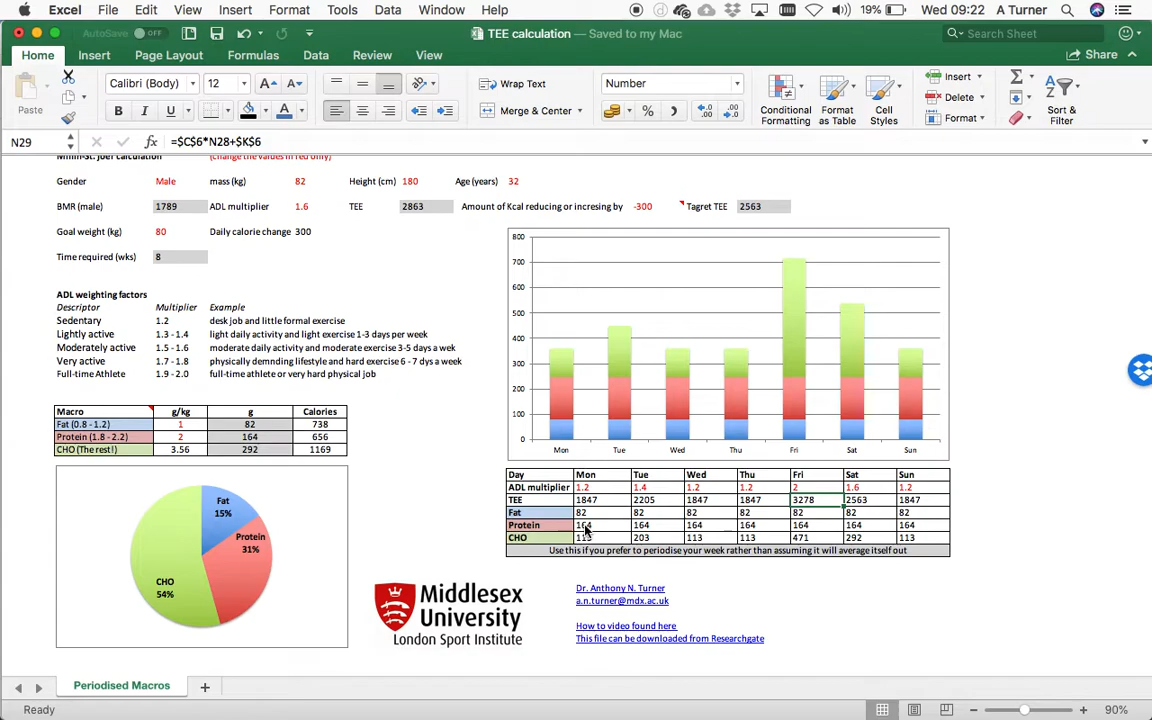 Excel File Edit View Insert Format Tools Data Window Help 19% Wed 09:22 A Turner
AutoSave OFF TEE calculation — Saved to my Mac Search Sheet
Home Insert Page Layout Formulas Data Review View Share
Paste Calibri (Body) 12 A A Wrap Text Number Conditional Formatting Format as Table Cell Styles Insert Sort & Filter
B I U A Merge & Center % Delete
Format
N29 fx =$C$6*N28+$K$6
(change the values in red only)
Gender Male mass (kg) 82 Height (cm) 180 Age (years) 32
BMR (male) 1789 ADL multiplier 1.6 TEE 2863 Amount of Kcal reducing or incresing by -300 Tagret TEE 2563
Goal weight (kg) 80 Daily calorie change 300
Time required (wks) 8
ADL weighting factors
Descriptor Multiplier Example
Sedentary 1.2 desk job and little formal exercise
Lightly active 1.3 - 1.4 light daily activity and light exercise 1-3 days per week
Moderately active 1.5 - 1.6 moderate daily activity and moderate exercise 3-5 days a wek
Very active 1.7 - 1.8 physically demnding lifestyle and hard exercise 6 - 7 dys a week
Full-time Athlete 1.9 - 2.0 full-time athlete or very hard physical job
800
700
600
500
400
300
200
100
0
Mon Tue Wed Thu Fri Sat Sun
Macro g/kg g Calories
Fat (0.8 - 1.2) 1 82 738
Protein (1.8 - 2.2) 2 164 656
CHO (The rest!) 3.56 292 1169
Fat
15%
Protein
31%
CHO
54%
Day Mon Tue Wed Thu Fri Sat Sun
ADL multiplier 1.2 1.4 1.2 1.2 2 1.6 1.2
TEE 1847 2205 1847 1847 3278 2563 1847
Fat 82 82 82 82 82 82 82
Protein 164 164 164 164 164 164 164
CHO 113 203 113 113 471 292 113
Use this if you prefer to periodise your week rather than assuming it will average itself out
Middlesex
University
London Sport Institute
Dr. Anthony N. Turner
a.n.turner@mdx.ac.uk
How to video found here
This file can be downloaded from Researchgate
Periodised Macros +
Ready 90%